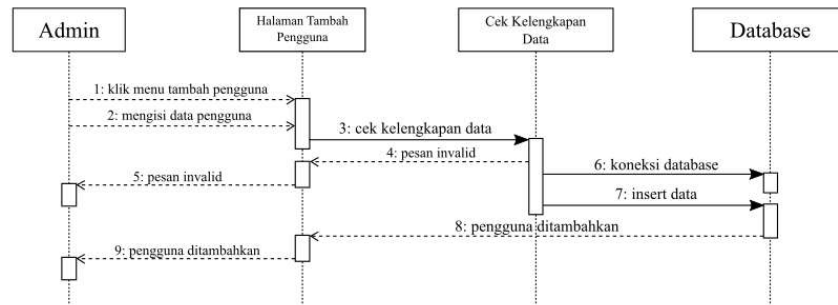 Admin
Halaman Tambah
Pengguna
Cek Kelengkapan
Data
Database
1: klik menu tambah pengguna
2: mengisi data pengguna
3: cek kelengkapan data
4: pesan invalid
5: pesan invalid
6: koneksi database
7: insert data
8: pengguna ditambahkan
9: pengguna ditambahkan